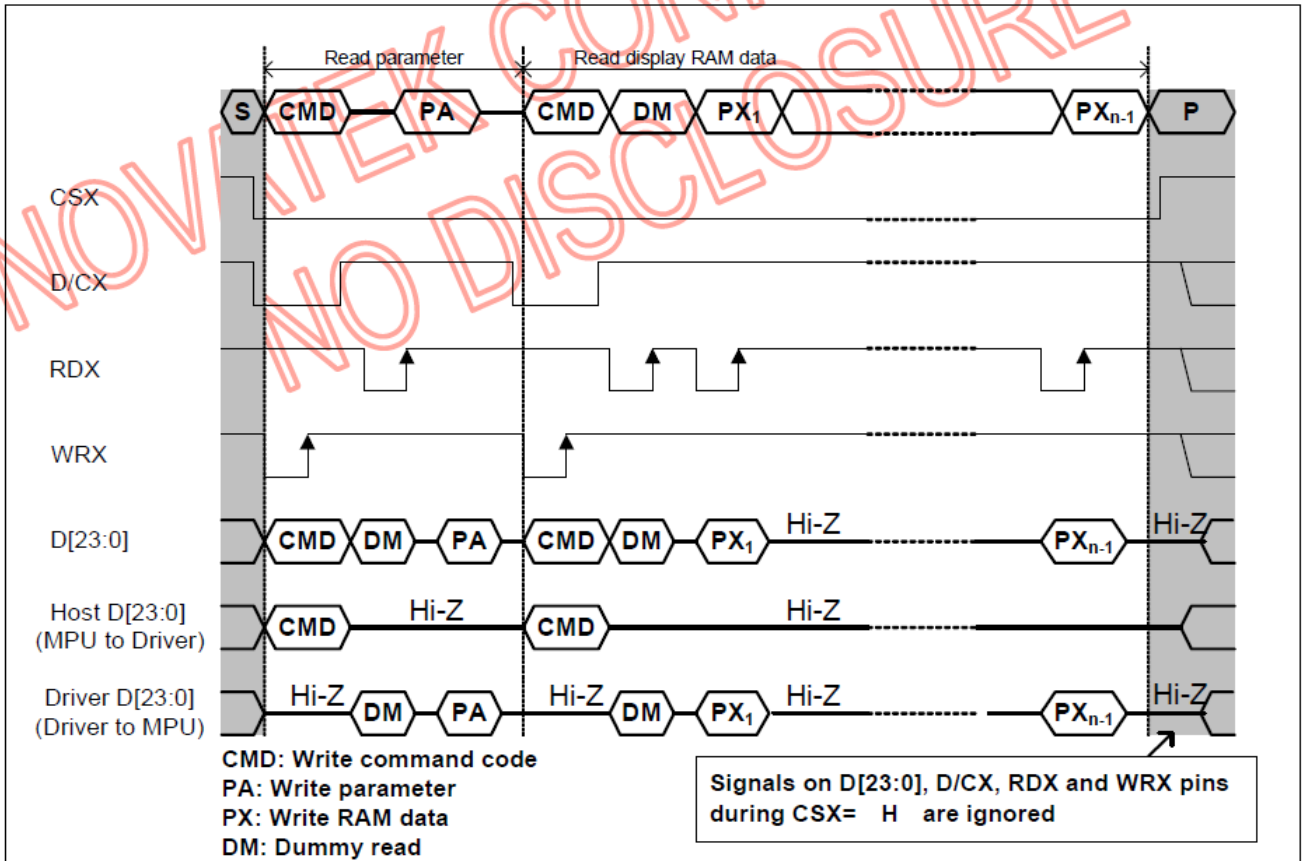 NOVATEK CON
NO DISCLOSURE
Read parameter Read display RAM data
S CMD PA CMD DM PX1 PXn-1 P
CSX
D/CX
RDX
WRX
D[23:0] CMD DM PA CMD DM PX1 Hi-Z PXn-1 Hi-Z
Host D[23:0]
(MPU to Driver) CMD Hi-Z CMD Hi-Z
Driver D[23:0]
(Driver to MPU) Hi-Z DM PA Hi-Z DM PX1 Hi-Z PXn-1 Hi-Z
CMD: Write command code
PA: Write parameter
PX: Write RAM data
DM: Dummy read
Signals on D[23:0], D/CX, RDX and WRX pins
during CSX= H are ignored